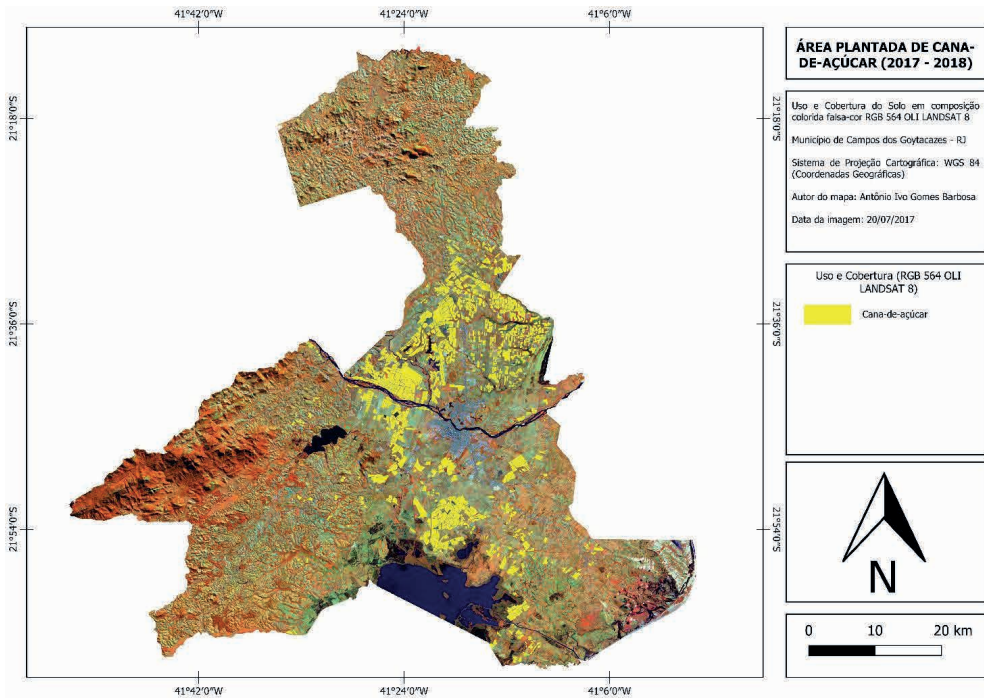 41°42'0"W
41°24'0"W
41°6'0"W
21°18'0"S
21°18'0"S
21°36'0"S
21°36'0"S
21°54'0"S
21°54'0"S
41°42'0"W
41°24'0"W
41°6'0"W
ÁREA PLANTADA DE CANA-
DE-AÇÚCAR (2017 - 2018)
Uso e Cobertura do Solo em composição
colorida falsa-cor RGB 564 OLI LANDSAT 8
Município de Campos dos Goytacazes - RJ
Sistema de Projeção Cartográfica: WGS 84
(Coordenadas Geográficas)
Autor do mapa: Antônio Ivo Gomes Barbosa
Data da imagem: 20/07/2017
Uso e Cobertura (RGB 564 OLI
LANDSAT 8)
Cana-de-açúcar
N
0 10 20 km